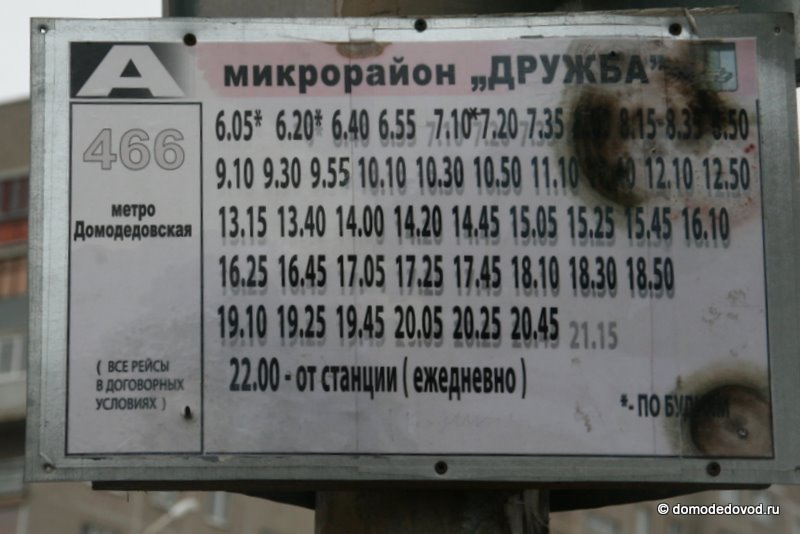 А
микрорайон „ДРУЖБА"
466
метро
Домодедовская
( ВСЕ РЕЙСЫ
В ДОГОВОРНЫХ
УСЛОВИЯХ )
6.05* 6.20* 6.40 6.55 7.10* 7.20 7.35 8.15 8.35 8.50
9.10 9.30 9.55 10.10 10.30 10.50 11.10 12.10 12.50
13.15 13.40 14.00 14.20 14.45 15.05 15.25 15.45 16.10
16.25 16.45 17.05 17.25 17.45 18.10 18.30 18.50
19.10 19.25 19.45 20.05 20.25 20.45 21.15
22.00 - от станции ( ежедневно )
*- ПО
© domodedovod.ru